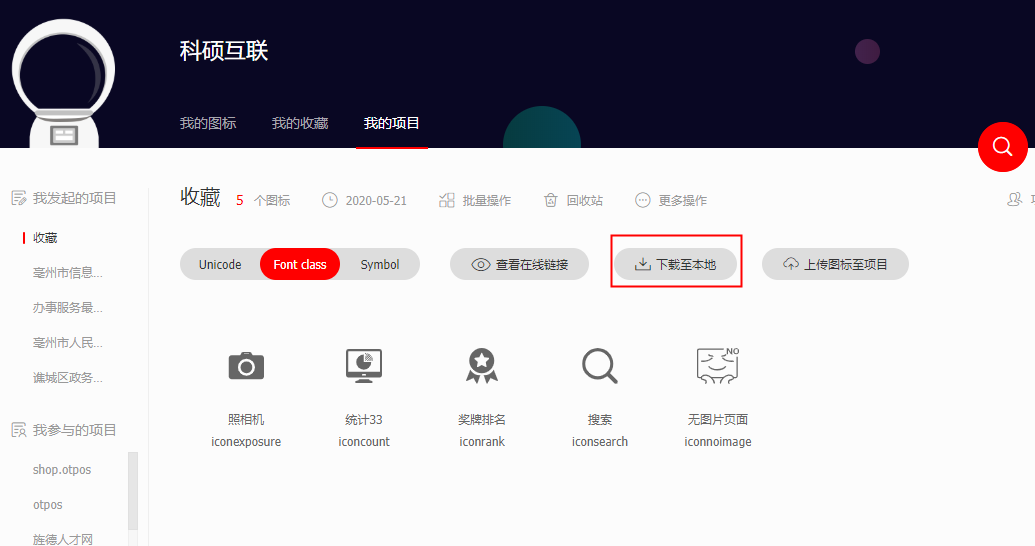 科硕互联
我的图标 我的收藏 我的项目
我发起的项目
收藏
亳州市信息...
办事服务最...
亳州市人民...
谯城区政务...
我参与的项目
shop.otpos
otpos
旌德人才网
收藏 5 个图标 2020-05-21 批量操作 回收站 更多操作
Unicode Font class Symbol 查看在线链接 下载至本地 上传图标至项目
NO
照相机 统计33 奖牌排名 搜索 无图片页面
iconexposure iconcount iconrank iconsearch iconnoimage